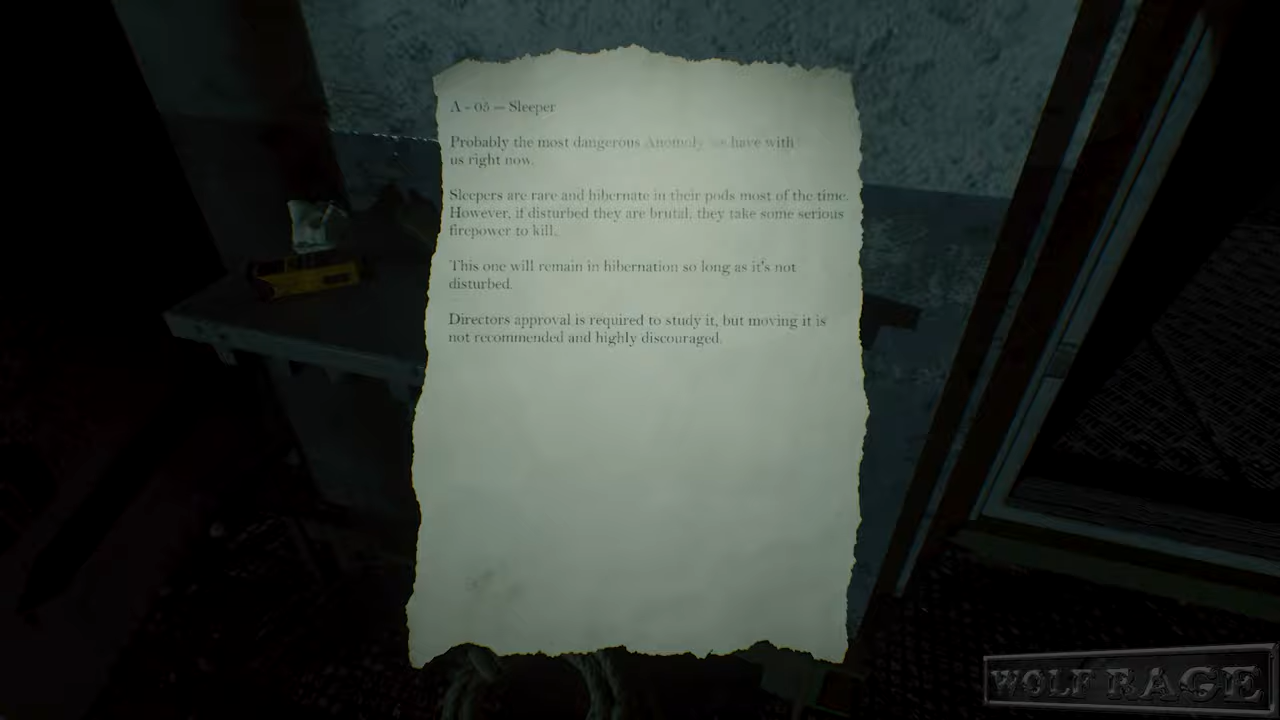 A - 05 – Sleeper
Probably the most dangerous Anomoly we have with
us right now.
Sleepers are rare and hibernate in their pods most of the time.
However, if disturbed they are brutal, they take some serious
firepower to kill.
This one will remain in hibernation so long as it's not
disturbed.
Directors approval is required to study it, but moving it is
not recommended and highly discouraged.
WOLF RAGE